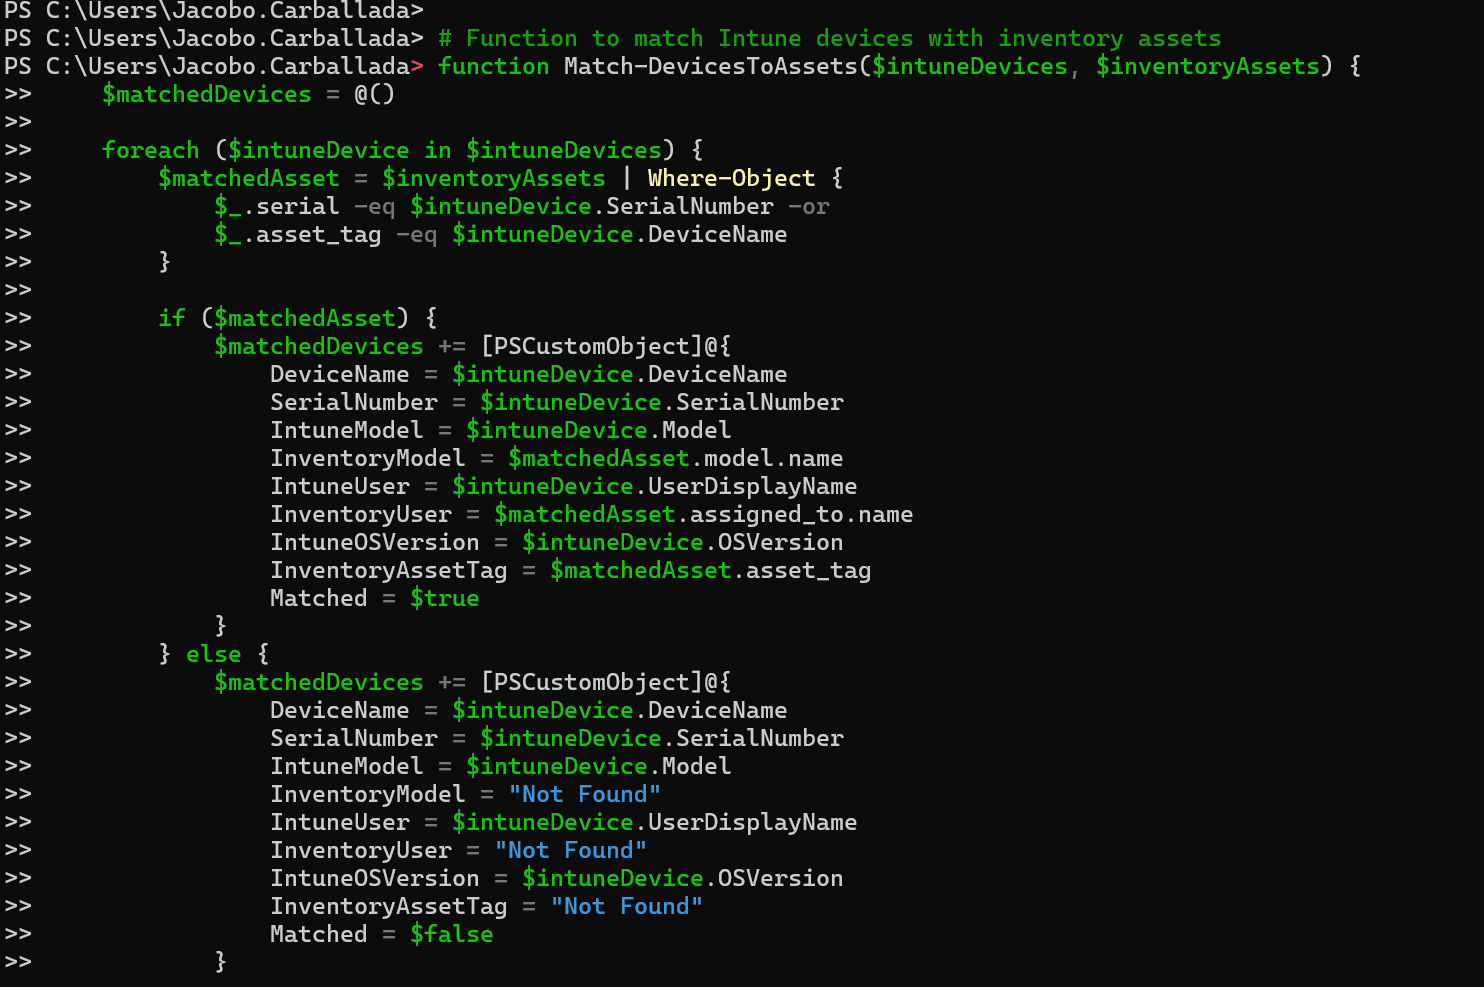 PS C:\Users\Jacobo.Carballada>
PS C:\Users\Jacobo.Carballada> # Function to match Intune devices with inventory assets
PS C:\Users\Jacobo.Carballada> function Match-DevicesToAssets($intuneDevices, $inventoryAssets) {
>>     $matchedDevices = @()
>>
>>     foreach ($intuneDevice in $intuneDevices) {
>>         $matchedAsset = $inventoryAssets | Where-Object {
>>             $_.serial -eq $intuneDevice.SerialNumber -or
>>             $_.asset_tag -eq $intuneDevice.DeviceName
>>         }
>>
>>         if ($matchedAsset) {
>>             $matchedDevices += [PSCustomObject]@{
>>                 DeviceName = $intuneDevice.DeviceName
>>                 SerialNumber = $intuneDevice.SerialNumber
>>                 IntuneModel = $intuneDevice.Model
>>                 InventoryModel = $matchedAsset.model.name
>>                 IntuneUser = $intuneDevice.UserDisplayName
>>                 InventoryUser = $matchedAsset.assigned_to.name
>>                 IntuneOSVersion = $intuneDevice.OSVersion
>>                 InventoryAssetTag = $matchedAsset.asset_tag
>>                 Matched = $true
>>             }
>>         } else {
>>             $matchedDevices += [PSCustomObject]@{
>>                 DeviceName = $intuneDevice.DeviceName
>>                 SerialNumber = $intuneDevice.SerialNumber
>>                 IntuneModel = $intuneDevice.Model
>>                 InventoryModel = "Not Found"
>>                 IntuneUser = $intuneDevice.UserDisplayName
>>                 InventoryUser = "Not Found"
>>                 IntuneOSVersion = $intuneDevice.OSVersion
>>                 InventoryAssetTag = "Not Found"
>>                 Matched = $false
>>             }